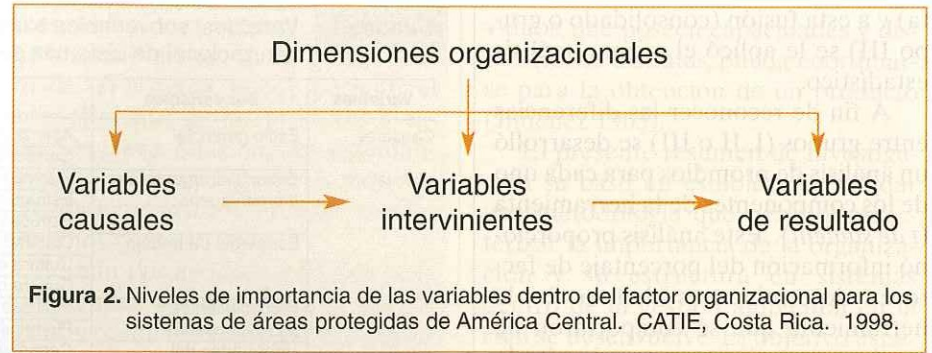 Dimensiones organizacionales
Variables
causales
Variables
intervinientes
Variables
de resultado
Figura 2. Niveles de importancia de las variables dentro del factor organizacional para los
sistemas de áreas protegidas de América Central. CATIE, Costa Rica. 1998.